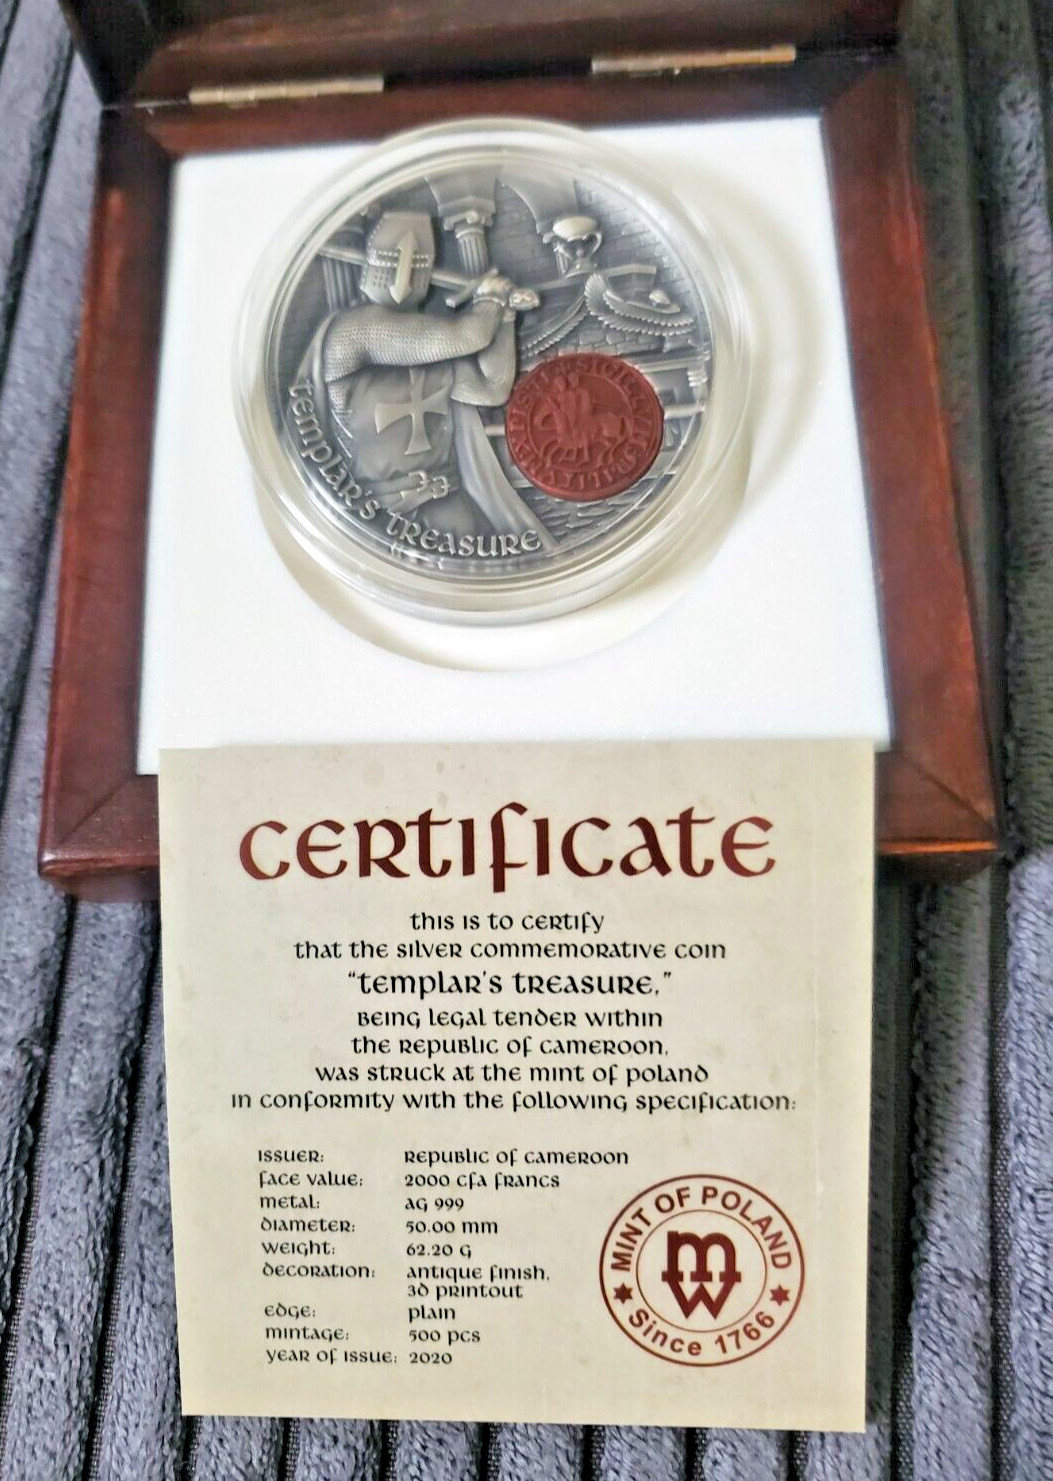 templar's treasure
certificate
this is to certify
that the silver commemorative coin
“templar's treasure,”
being legal tender within
the republic of cameroon,
was struck at the mint of poland
in conformity with the following specification:
issuer: republic of cameroon
face value: 2000 cfa francs
metal: ag 999
diameter: 50.00 mm
weight: 62.20 g
decoration: antique finish,
3d printout
edge: plain
mintage: 500 pcs
year of issue: 2020
MINT OF POLAND
MW
Since 1766